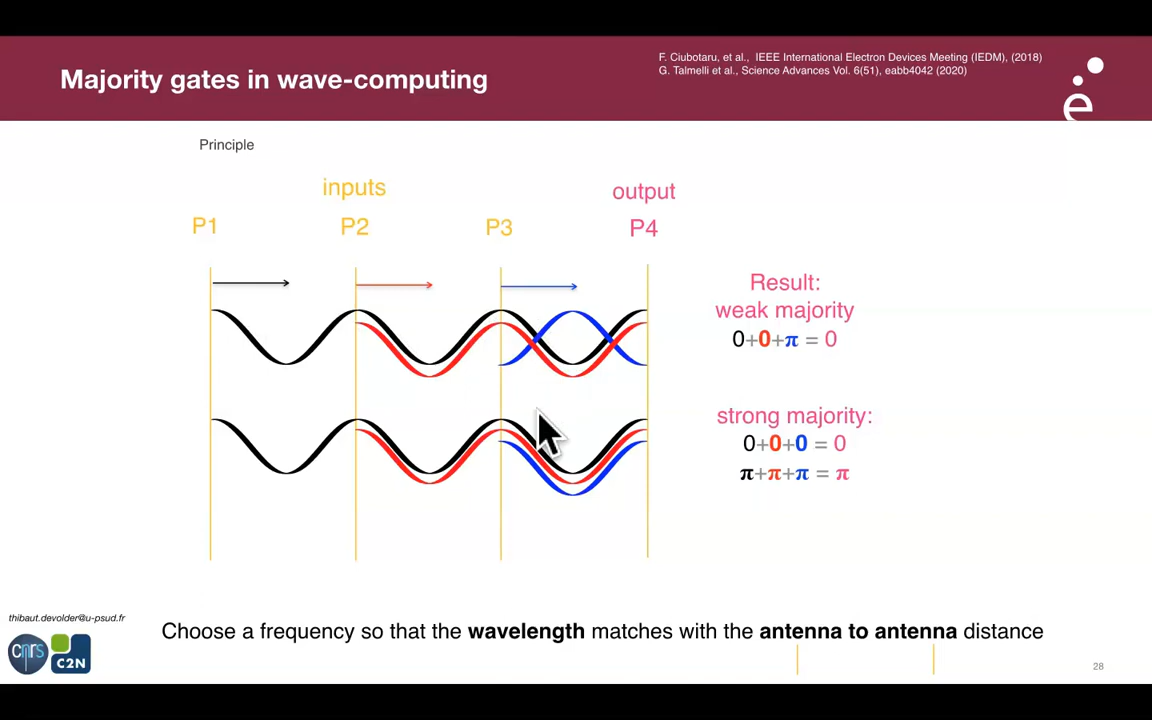 Majority gates in wave-computing
F. Ciubotaru, et al., IEEE International Electron Devices Meeting (IEDM), (2018)
G. Talmelli et al., Science Advances Vol. 6(51), eabb4042 (2020)
e
Principle
inputs
output
P1
P2
P3
P4
Result:
weak majority
0+0+π = 0
strong majority:
0+0+0 = 0
π+π+π = π
thibaut.devolder@u-psud.fr
cnrs
C2N
Choose a frequency so that the wavelength matches with the antenna to antenna distance
28